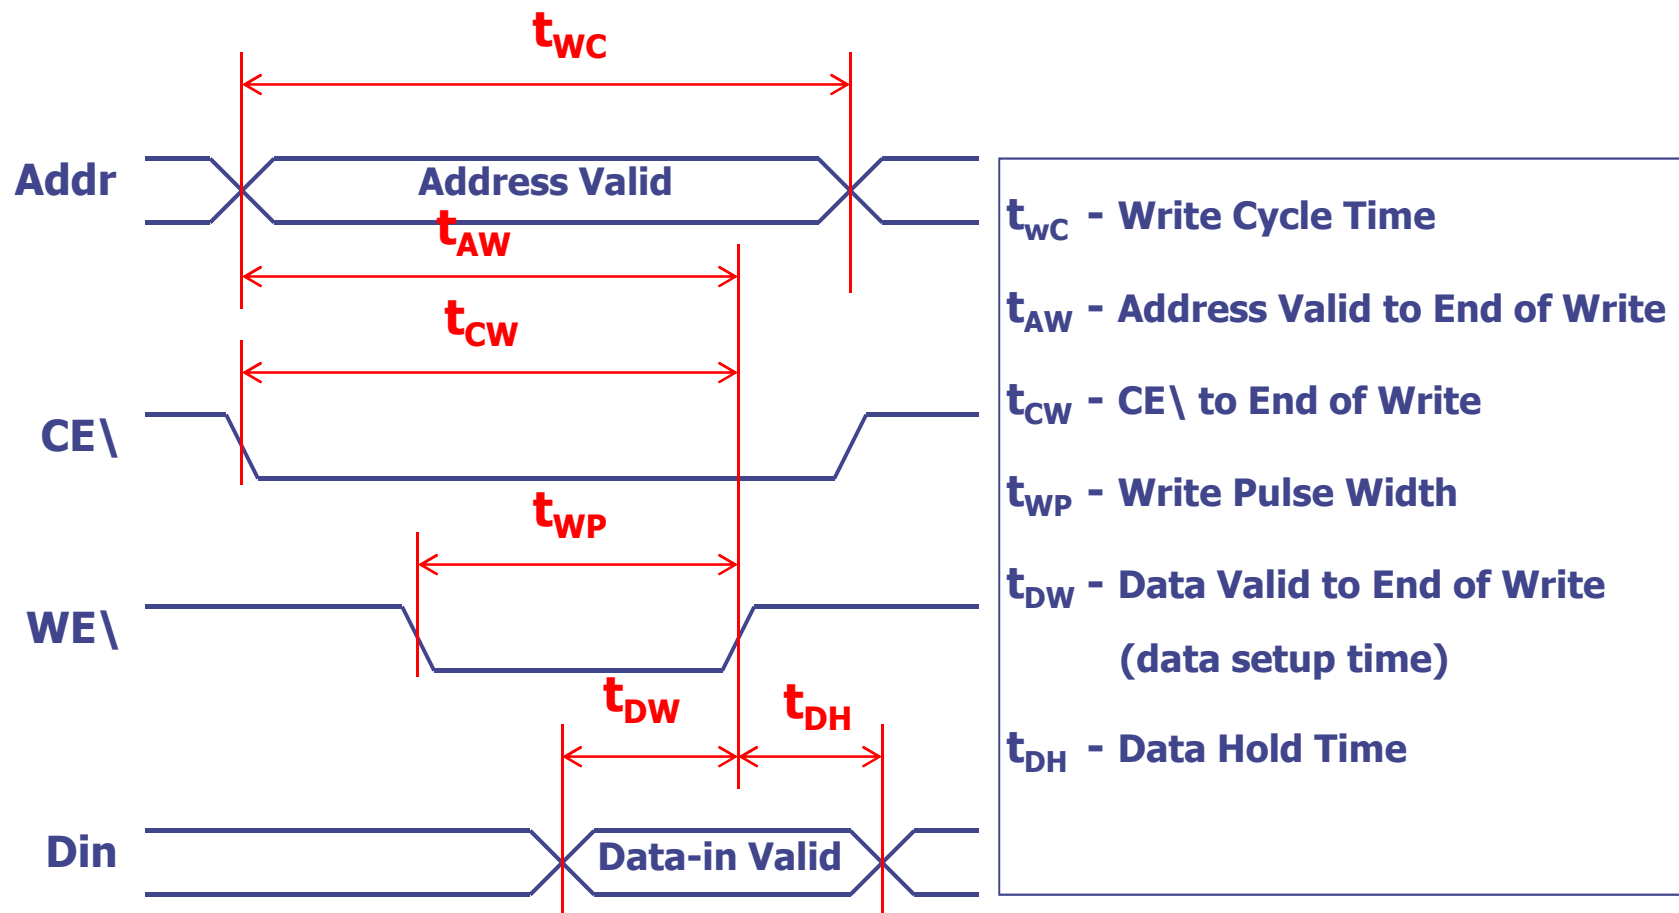 tWC
Addr
Address Valid
tAW
tCW
CE\
tWP
WE\
tDW
tDH
Din
Data-in Valid
twC - Write Cycle Time
tAW - Address Valid to End of Write
tCW - CE\ to End of Write
tWP - Write Pulse Width
tDW - Data Valid to End of Write
(data setup time)
tDH - Data Hold Time